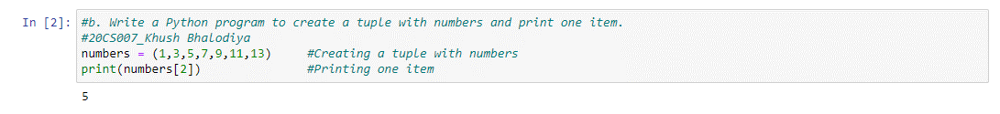 In [2]: #b. Write a Python program to create a tuple with numbers and print one item.
#20CS007_Khush Bhalodiya
numbers = (1,3,5,7,9,11,13)     #Creating a tuple with numbers
print(numbers[2])               #Printing one item
5